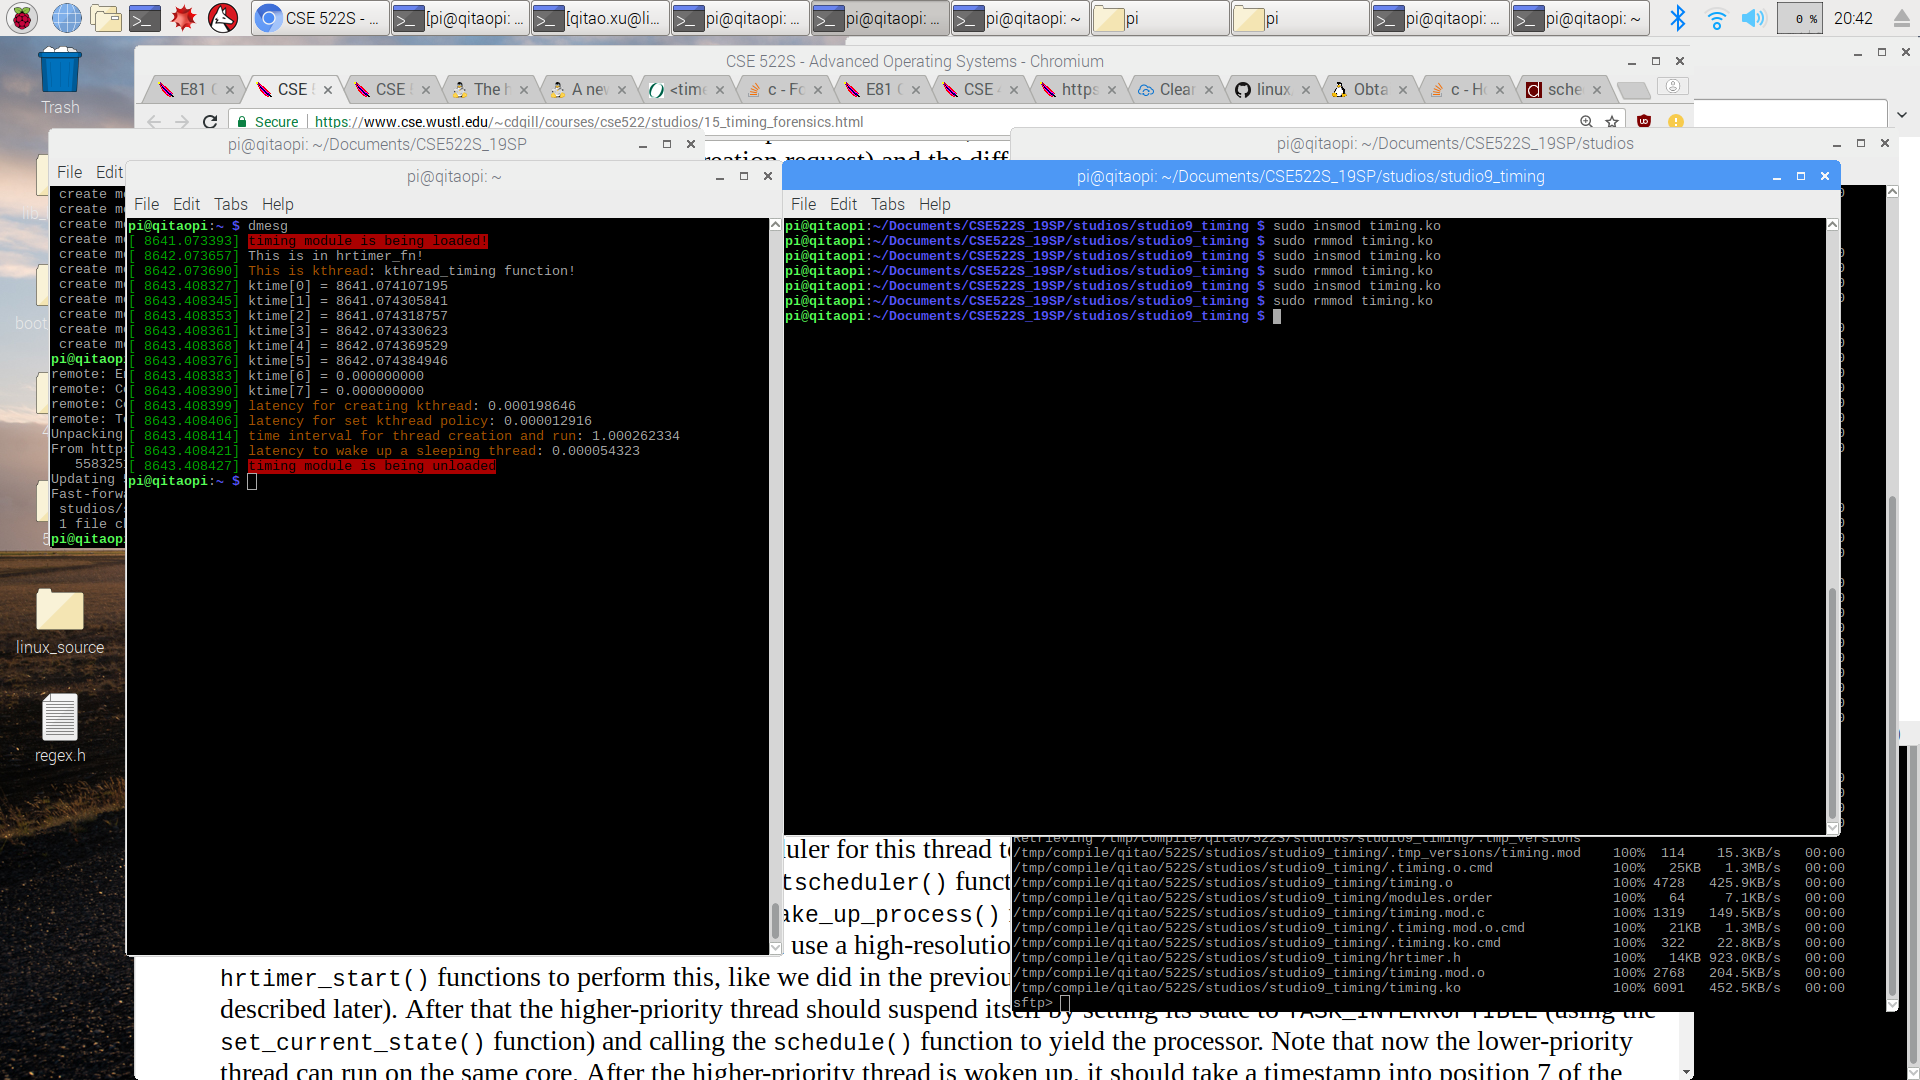 CSE 522S - ...
[pi@qitaopi: ...
[qitao.xu@li...
pi@qitaopi: ...
pi@qitaopi: ...
pi@qitaopi: ~
pi
pi
pi@qitaopi: ...
pi@qitaopi: ~
0 %
20:42
Trash
CSE 522S - Advanced Operating Systems - Chromium
E81
CSE
CSE
The h
A new
<time
c - Fo
E81
CSE
https
Clear
linux
Obta
c - H
sche
Secure
https://www.cse.wustl.edu/~cdgill/courses/cse522/studios/15_timing_forensics.html
pi@qitaopi: ~/Documents/CSE522S_19SP
pi@qitaopi: ~/Documents/CSE522S_19SP/studios
File Edit
create
create
create
create
create
create
create
create
create
create
create
pi@qitaopi
remote:
remote:
remote:
remote:
Unpacking
From
558325
Updating
Fast-forw
studios/
1 file
pi@qitaopi
pi@qitaopi: ~
File Edit Tabs Help
pi@qitaopi:~ $ dmesg
[ 8641.073393] timing module is being loaded!
[ 8642.073657] This is in hrtimer_fn!
[ 8642.073690] This is kthread: kthread_timing function!
[ 8643.408327] ktime[0] = 8641.074107195
[ 8643.408345] ktime[1] = 8641.074305841
[ 8643.408353] ktime[2] = 8641.074318757
[ 8643.408361] ktime[3] = 8642.074330623
[ 8643.408368] ktime[4] = 8642.074369529
[ 8643.408376] ktime[5] = 8642.074384946
[ 8643.408383] ktime[6] = 0.000000000
[ 8643.408390] ktime[7] = 0.000000000
[ 8643.408399] latency for creating kthread: 0.000198646
[ 8643.408406] latency for set kthread policy: 0.000012916
[ 8643.408414] time interval for thread creation and run: 1.000262334
[ 8643.408421] latency to wake up a sleeping thread: 0.000054323
[ 8643.408427] timing module is being unloaded
pi@qitaopi:~ $
pi@qitaopi: ~/Documents/CSE522S_19SP/studios/studio9_timing
File Edit Tabs Help
pi@qitaopi:~/Documents/CSE522S_19SP/studios/studio9_timing $ sudo insmod timing.ko
pi@qitaopi:~/Documents/CSE522S_19SP/studios/studio9_timing $ sudo rmmod timing.ko
pi@qitaopi:~/Documents/CSE522S_19SP/studios/studio9_timing $ sudo insmod timing.ko
pi@qitaopi:~/Documents/CSE522S_19SP/studios/studio9_timing $ sudo rmmod timing.ko
pi@qitaopi:~/Documents/CSE522S_19SP/studios/studio9_timing $ sudo insmod timing.ko
pi@qitaopi:~/Documents/CSE522S_19SP/studios/studio9_timing $ sudo rmmod timing.ko
pi@qitaopi:~/Documents/CSE522S_19SP/studios/studio9_timing $
linux_source
regex.h
Retrieving /tmp/compile/qitao/522S/studios/studio9_timing/.tmp_versions
/tmp/compile/qitao/522S/studios/studio9_timing/.tmp_versions/timing.mod 100% 114 15.3KB/s 00:00
/tmp/compile/qitao/522S/studios/studio9_timing/.timing.o.cmd 100% 25KB 1.3MB/s 00:00
/tmp/compile/qitao/522S/studios/studio9_timing/timing.o 100% 4728 425.9KB/s 00:00
/tmp/compile/qitao/522S/studios/studio9_timing/modules.order 100% 64 7.1KB/s 00:00
/tmp/compile/qitao/522S/studios/studio9_timing/timing.mod.c 100% 1319 149.5KB/s 00:00
/tmp/compile/qitao/522S/studios/studio9_timing/.timing.mod.o.cmd 100% 21KB 1.3MB/s 00:00
/tmp/compile/qitao/522S/studios/studio9_timing/.timing.ko.cmd 100% 322 22.8KB/s 00:00
/tmp/compile/qitao/522S/studios/studio9_timing/hrtimer.h 100% 14KB 923.0KB/s 00:00
/tmp/compile/qitao/522S/studios/studio9_timing/timing.mod.o 100% 2768 204.5KB/s 00:00
/tmp/compile/qitao/522S/studios/studio9_timing/timing.ko 100% 6091 452.5KB/s 00:00
sftp>
reation request) and the diff
uler for this thread t
tscheduler() funct
ake_up_process()
use a high-resolutio
hrtimer_start() functions to perform this, like we did in the previou
described later). After that the higher-priority thread should suspend itself by setting its state to TASK_INTERRUPTIBLE (using the
set_current_state() function) and calling the schedule() function to yield the processor. Note that now the lower-priority
thread can run on the same core. After the higher-priority thread is woken up, it should take a timestamp into position 7 of the